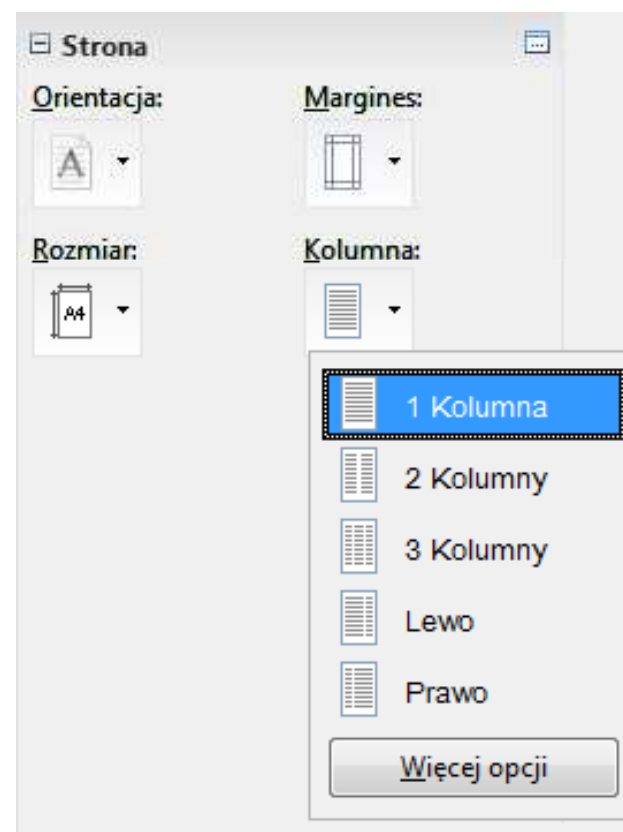 Strona
Orientacja: Margines:
A
Rozmiar: Kolumna:
A4
1 Kolumna
2 Kolumny
3 Kolumny
Lewo
Prawo
Więcej opcji